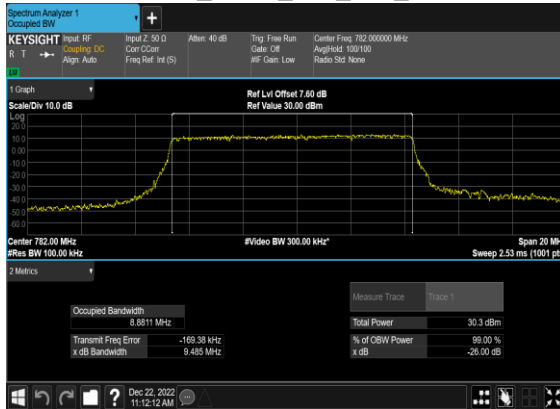 Spectrum Analyzer 1
Occupied BW
+
KEYSIGHT
R T
LXI
Input: RF
Coupling: DC
Align: Auto
Input Z: 50 Ω
Corr CCorr
Freq Ref: Int (S)
Atten: 40 dB
Trig: Free Run
Gate: Off
#IF Gain: Low
Center Freq: 782.000000 MHz
Avg|Hold: 100/100
Radio Std: None
1 Graph
Scale/Div 10.0 dB
Ref Lvl Offset 7.60 dB
Ref Value 30.00 dBm
Log
20.0
10.0
0.00
-10.0
-20.0
-30.0
-40.0
-50.0
-60.0
Center 782.00 MHz
#Video BW 300.00 kHz*
Span 20 MH
#Res BW 100.00 kHz
Sweep 2.53 ms (1001 pt
2 Metrics
Measure Trace
Trace 1
Occupied Bandwidth
8.8811 MHz
Total Power
30.3 dBm
Transmit Freq Error
-169.38 kHz
% of OBW Power
99.00 %
x dB Bandwidth
9.485 MHz
x dB
-26.00 dB
?
Dec 22, 2022
11:12:12 AM